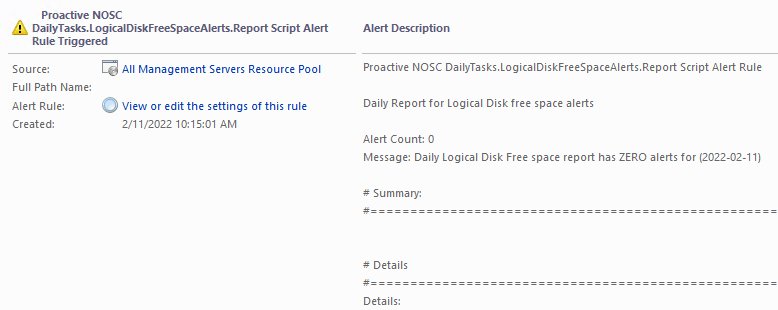 Proactive NOSC
DailyTasks.LogicalDiskFreeSpaceAlerts.Report Script Alert
Rule Triggered
Source: All Management Servers Resource Pool
Full Path Name:
Alert Rule: View or edit the settings of this rule
Created: 2/11/2022 10:15:01 AM
Alert Description
Proactive NOSC DailyTasks.LogicalDiskFreeSpaceAlerts.Report Script Alert Rule
Daily Report for Logical Disk free space alerts
Alert Count: 0
Message: Daily Logical Disk Free space report has ZERO alerts for (2022-02-11)
# Summary:
#====================================================
# Details
#====================================================
Details: